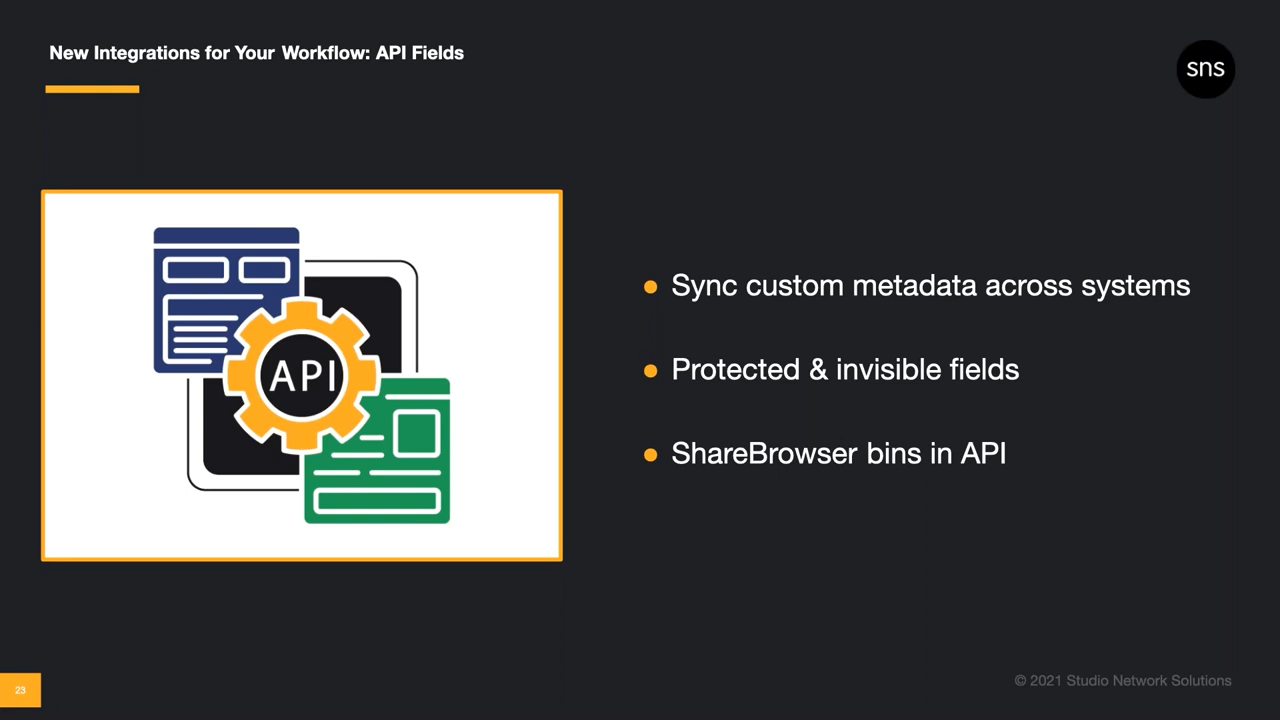 New Integrations for Your Workflow: API Fields
sns
API
Sync custom metadata across systems
Protected & invisible fields
ShareBrowser bins in API
23
© 2021 Studio Network Solutions